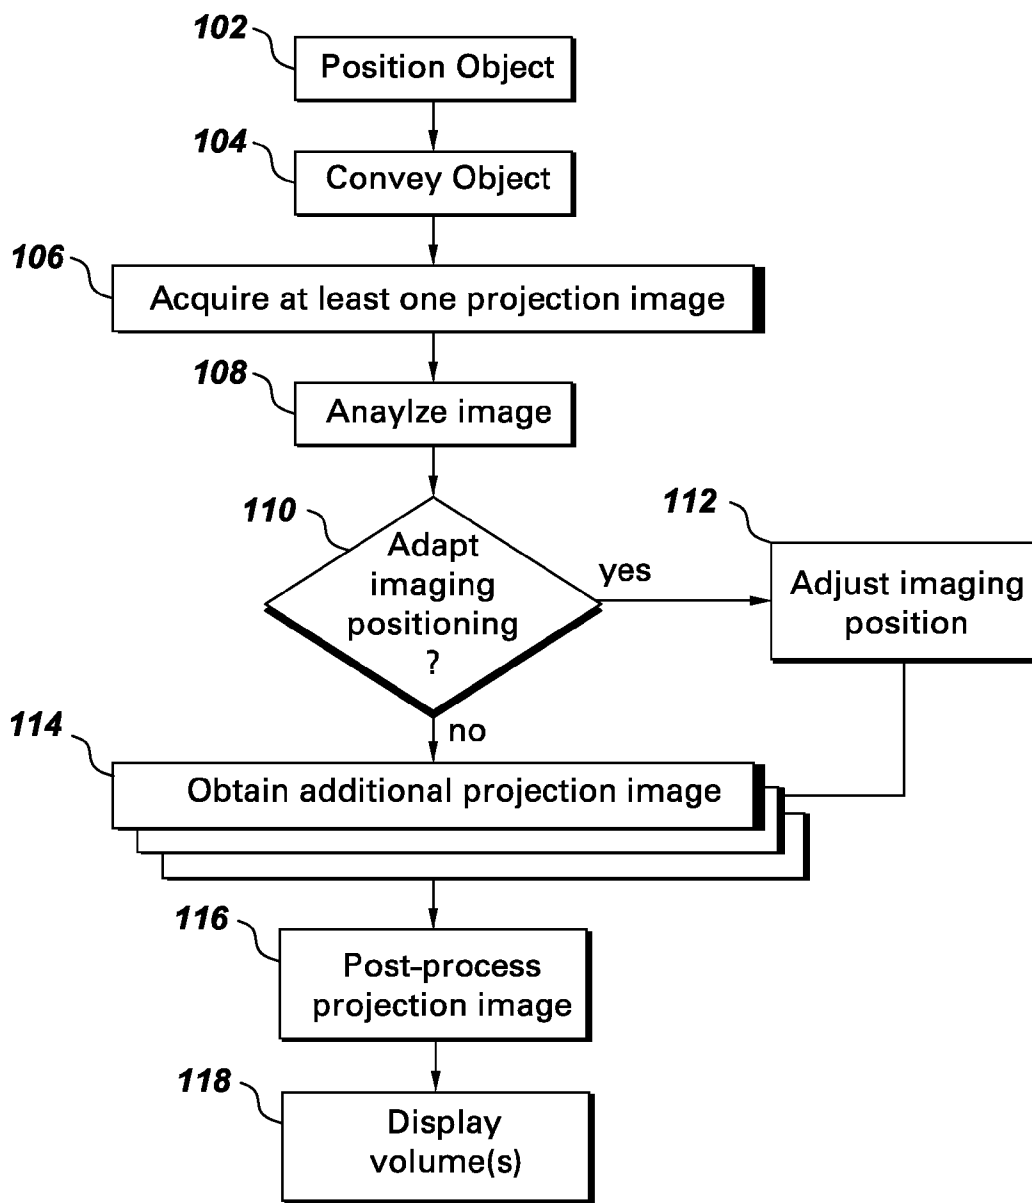 102
Position Object
104
Convey Object
106
Acquire at least one projection image
108
Anaylze image
110
Adapt
imaging
positioning
?
yes
112
Adjust imaging
position
no
114
Obtain additional projection image
116
Post-process
projection image
118
Display
volume(s)